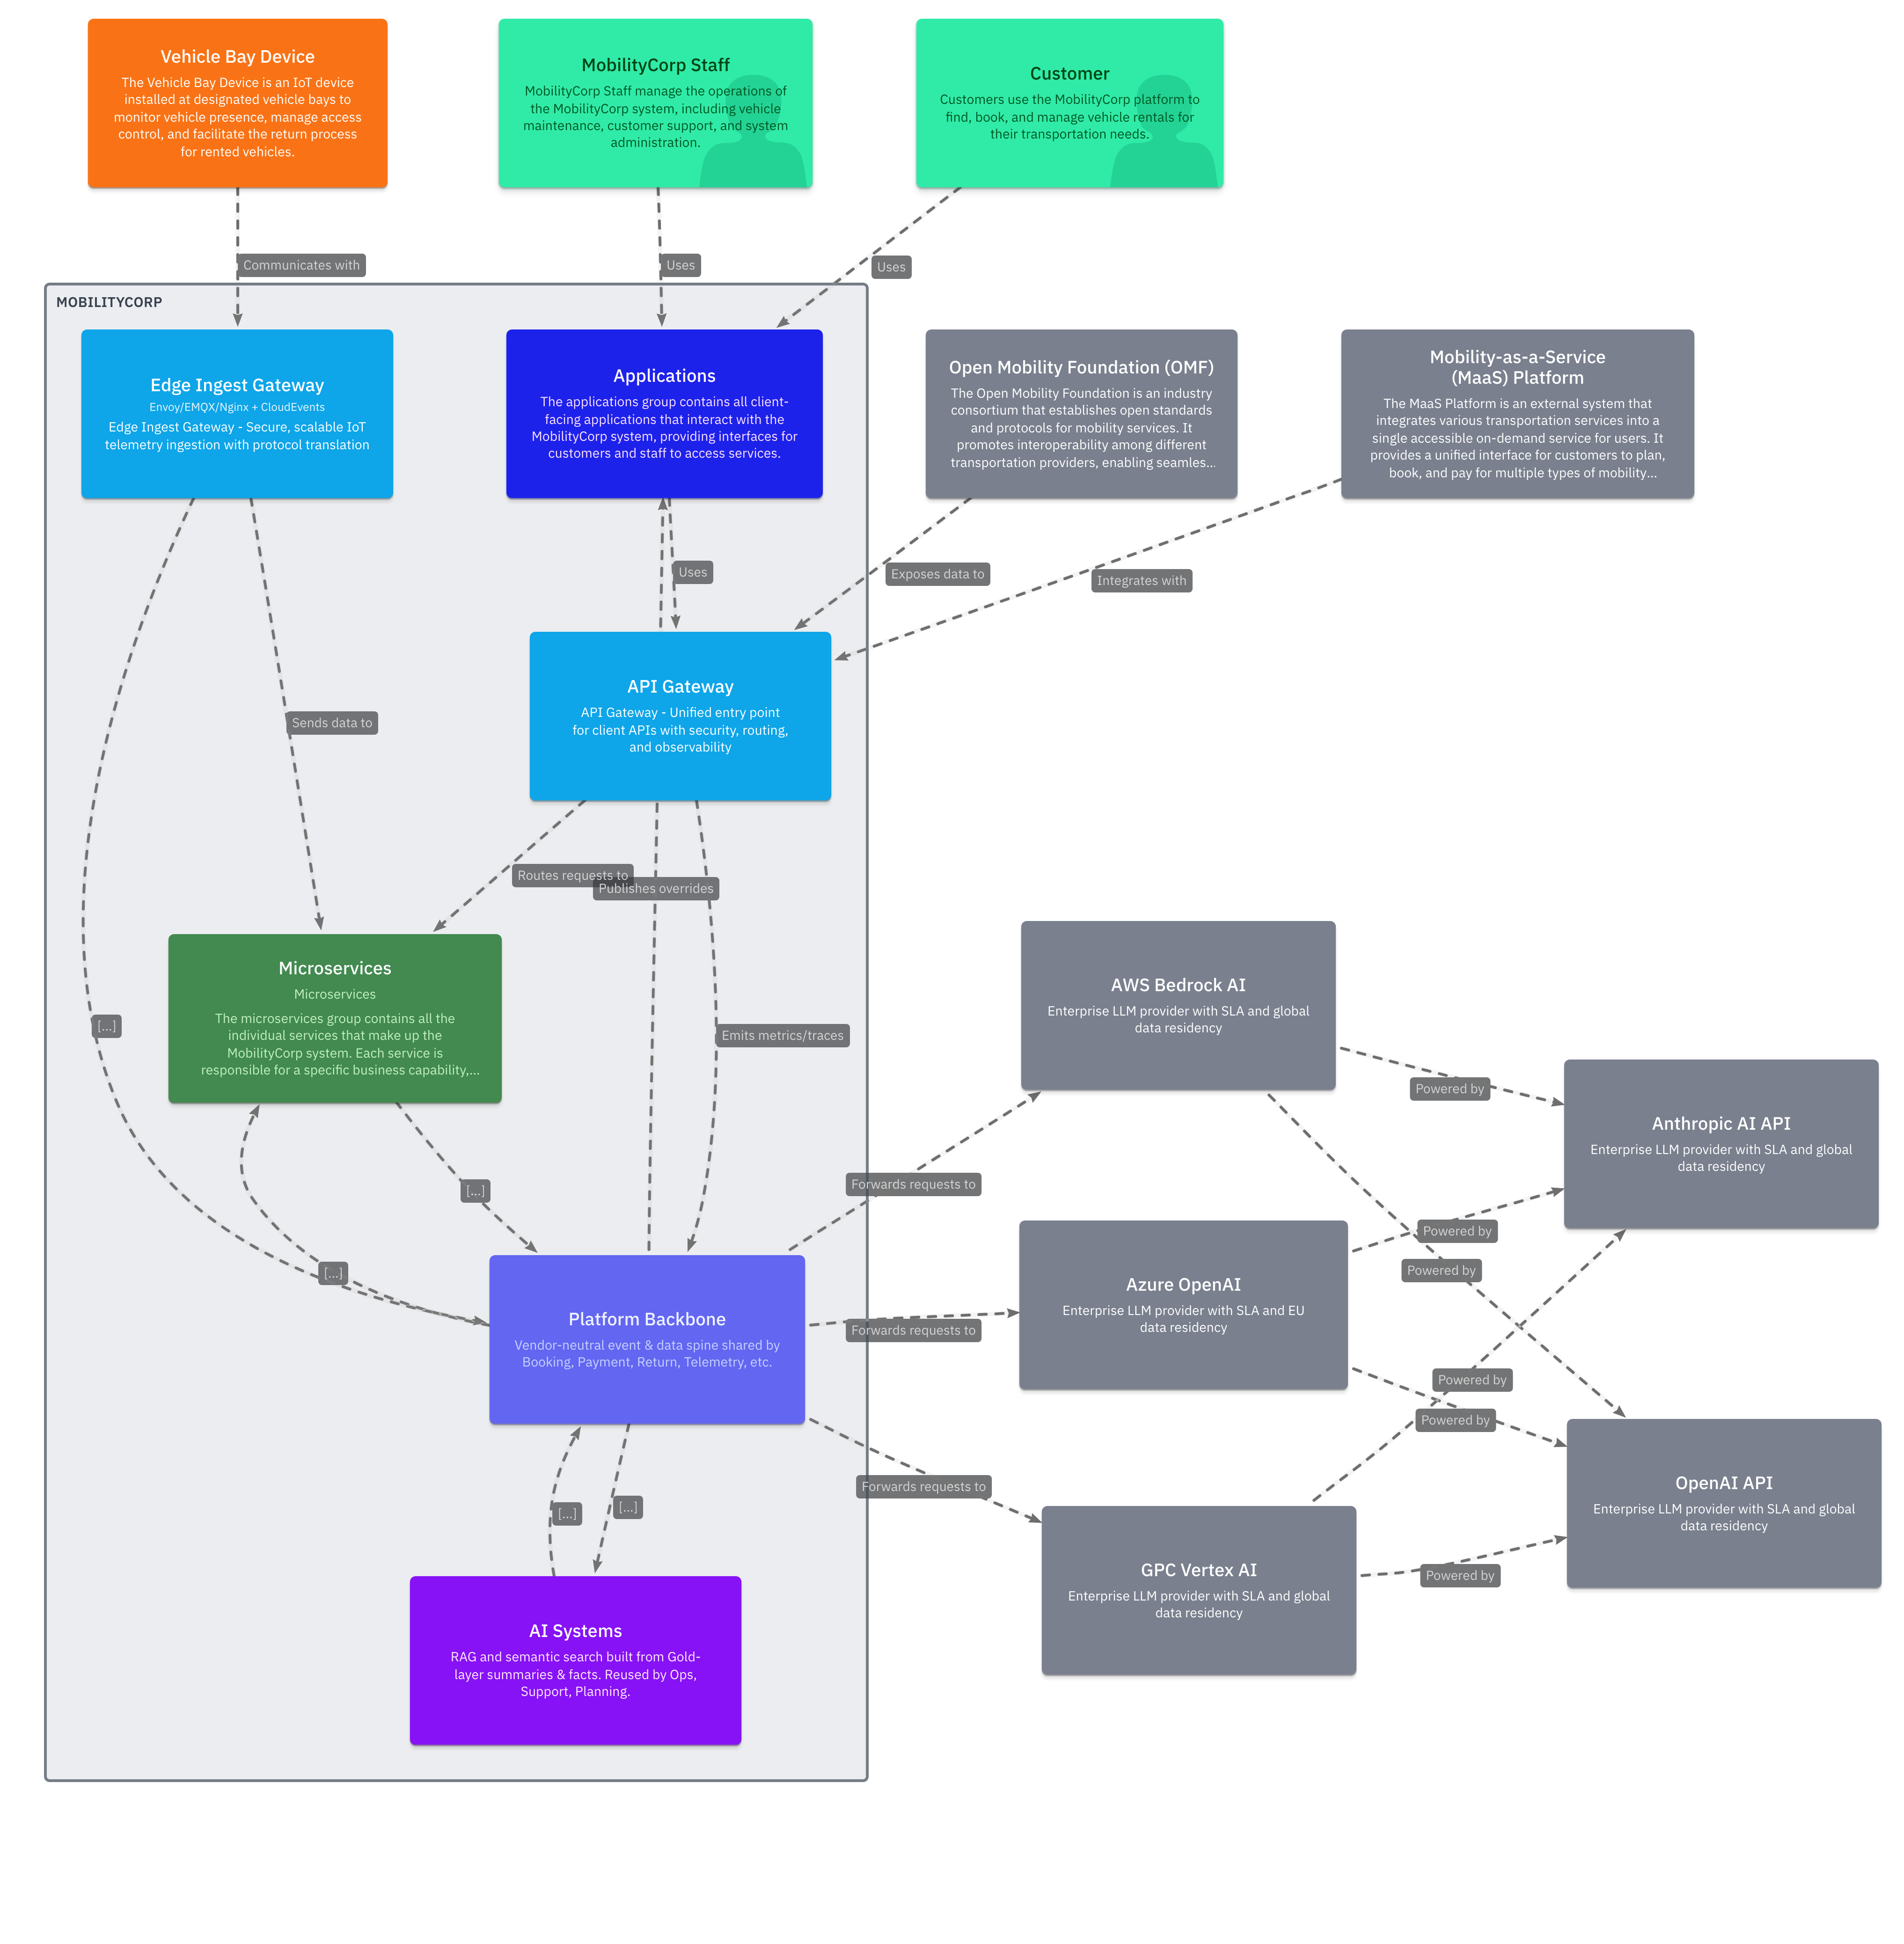 Vehicle Bay Device
The Vehicle Bay Device is an IoT device
installed at designated vehicle bays to
monitor vehicle presence, manage access
control, and facilitate the return process
for rented vehicles.
MobilityCorp Staff
MobilityCorp Staff manage the operations of
the MobilityCorp system, including vehicle
maintenance, customer support, and system
administration.
Customer
Customers use the MobilityCorp platform to
find, book, and manage vehicle rentals for
their transportation needs.
Communicates with
Uses
Uses
MOBILITYCORP
Edge Ingest Gateway
Envoy/EMQX/Nginx + CloudEvents
Edge Ingest Gateway - Secure, scalable IoT
telemetry ingestion with protocol translation
Applications
The applications group contains all client-
facing applications that interact with the
MobilityCorp system, providing interfaces for
customers and staff to access services.
Open Mobility Foundation (OMF)
The Open Mobility Foundation is an industry
consortium that establishes open standards
and protocols for mobility services. It
promotes interoperability among different
transportation providers, enabling seamles...
Mobility-as-a-Service
(MaaS) Platform
The MaaS Platform is an external system that
integrates various transportation services into a
single accessible on-demand service for users. It
provides a unified interface for customers to plan,
book, and pay for multiple types of mobility...
Uses
Exposes data to
Integrates with
API Gateway
API Gateway - Unified entry point
for client APIs with security, routing,
and observability
Sends data to
Routes requests to
Publishes overrides
Microservices
Microservices
The microservices group contains all the
individual services that make up the
MobilityCorp system. Each service is
responsible for a specific business capability,...
[...]
Emits metrics/traces
AWS Bedrock AI
Enterprise LLM provider with SLA and global
data residency
Powered by
Anthropic AI API
Enterprise LLM provider with SLA and global
data residency
[...]
Forwards requests to
Powered by
Powered by
[...]
Platform Backbone
Vendor-neutral event & data spine shared by
Booking, Payment, Return, Telemetry, etc.
Forwards requests to
Azure OpenAI
Enterprise LLM provider with SLA and EU
data residency
Powered by
Powered by
Forwards requests to
[...]
[...]
OpenAI API
Enterprise LLM provider with SLA and global
data residency
GPC Vertex AI
Enterprise LLM provider with SLA and global
data residency
Powered by
AI Systems
RAG and semantic search built from Gold-
layer summaries & facts. Reused by Ops,
Support, Planning.